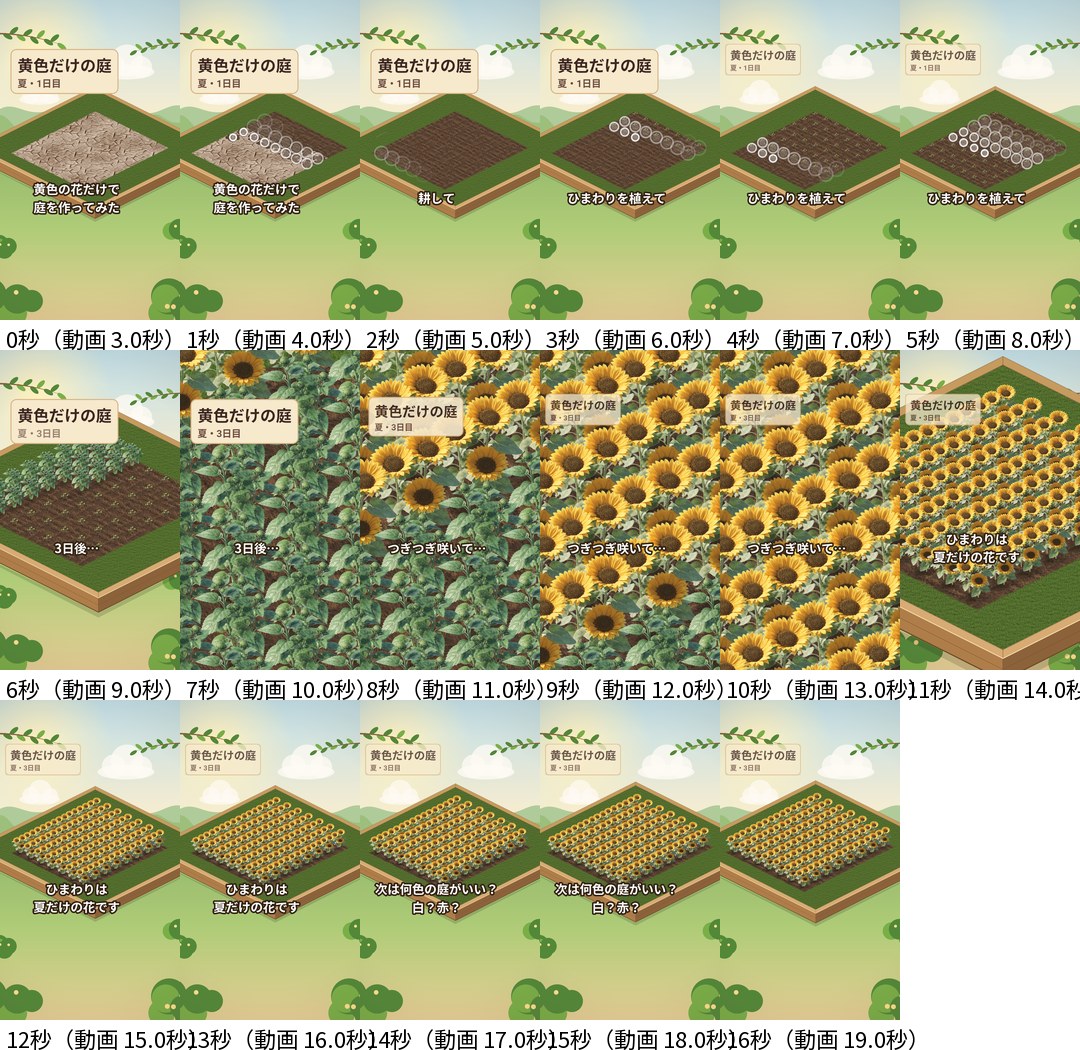 黄色だけの庭
夏・1日目
黄色の花だけで
庭を作ってみた
0秒（動画 3.0秒）
黄色だけの庭
夏・1日目
黄色の花だけで
庭を作ってみた
1秒（動画 4.0秒）
黄色だけの庭
夏・1日目
耕して
2秒（動画 5.0秒）
黄色だけの庭
夏・1日目
ひまわりを植えて
3秒（動画 6.0秒）
黄色だけの庭
夏・1日目
ひまわりを植えて
4秒（動画 7.0秒）
黄色だけの庭
夏・1日目
ひまわりを植えて
5秒（動画 8.0秒）
黄色だけの庭
夏・3日目
3日後…
6秒（動画 9.0秒）
黄色だけの庭
夏・3日目
3日後…
7秒（動画 10.0秒）
黄色だけの庭
夏・3日目
つぎつぎ咲いて…
8秒（動画 11.0秒）
黄色だけの庭
夏・3日目
つぎつぎ咲いて…
9秒（動画 12.0秒）
黄色だけの庭
夏・3日目
つぎつぎ咲いて…
10秒（動画 13.0秒）
黄色だけの庭
夏・3日目
ひまわりは
夏だけの花です
11秒（動画 14.0秒
黄色だけの庭
夏・3日目
ひまわりは
夏だけの花です
12秒（動画 15.0秒）
黄色だけの庭
夏・3日目
ひまわりは
夏だけの花です
13秒（動画 16.0秒）
黄色だけの庭
夏・3日目
次は何色の庭がいい？
白？赤？
14秒（動画 17.0秒）
黄色だけの庭
夏・3日目
次は何色の庭がいい？
白？赤？
15秒（動画 18.0秒）
黄色だけの庭
夏・3日目
16秒（動画 19.0秒）